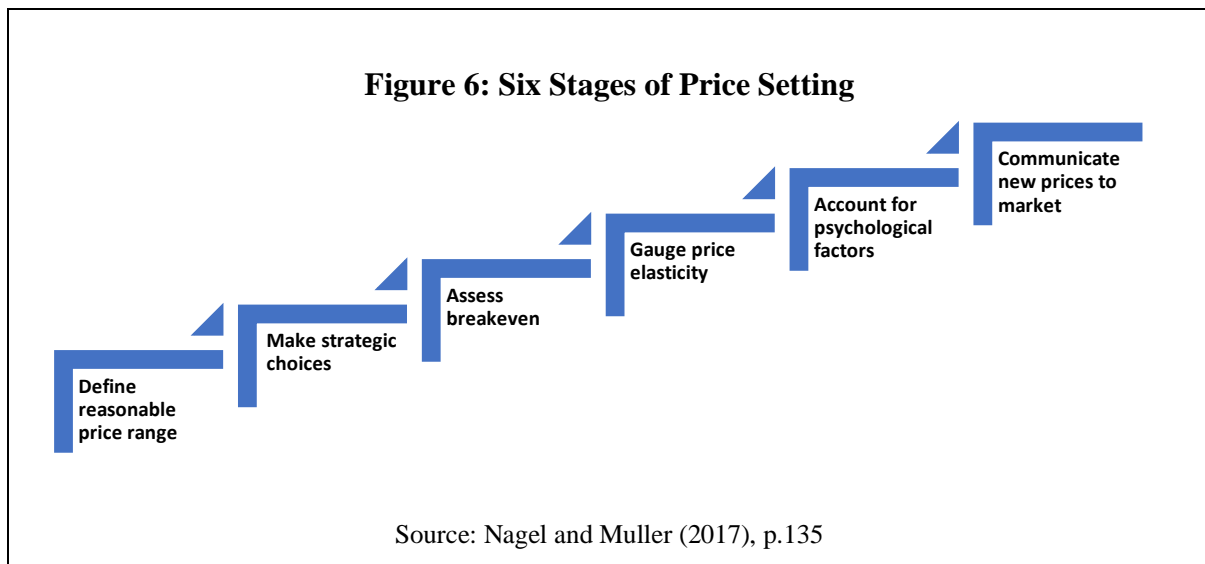 Figure 6: Six Stages of Price Setting
Define
reasonable
price range
Make strategic
choices
Assess
breakeven
Gauge price
elasticity
Account for
psychological
factors
Communicate
new prices to
market
Source: Nagel and Muller (2017), p.135